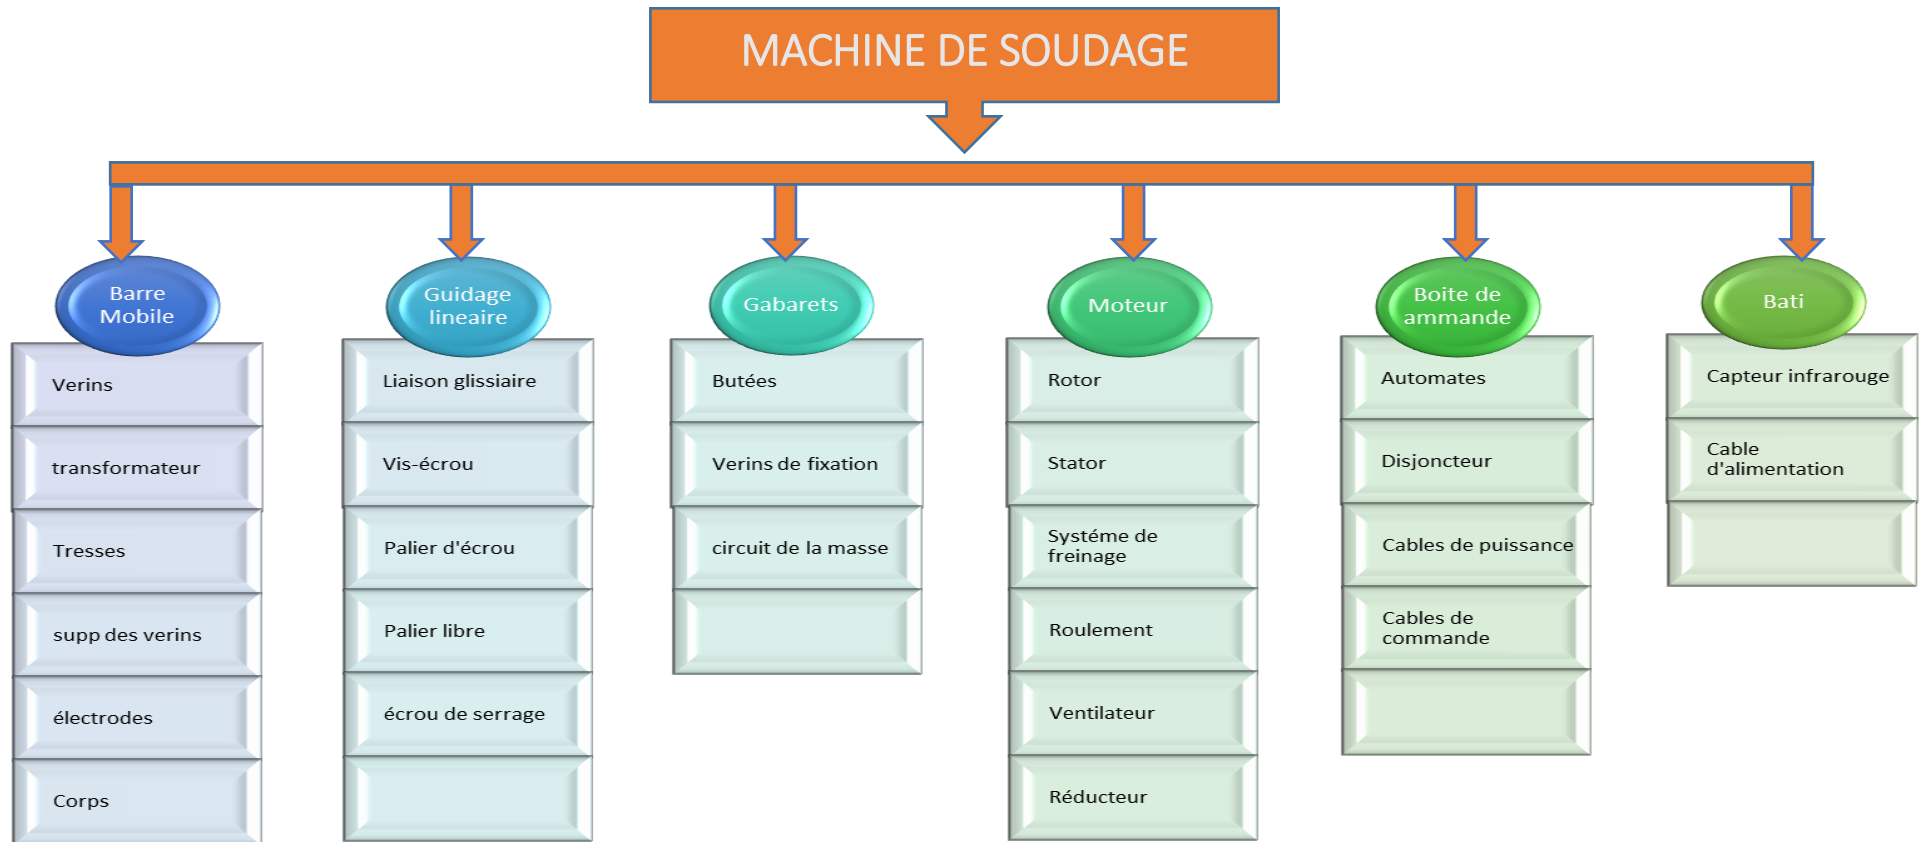 MACHINE DE SOUDAGE
Barre
Mobile
Verins
transformateur
Tresses
supp des verins
électrodes
Corps
Guidage
lineaire
Liaison glissiaire
Vis-écrou
Palier d'écrou
Palier libre
écrou de serrage
Gabarets
Butées
Verins de fixation
circuit de la masse
Moteur
Rotor
Stator
Systéme de
freinage
Roulement
Ventilateur
Réducteur
Boite de
ammande
Automates
Disjoncteur
Cables de puissance
Cables de
commande
Bati
Capteur infrarouge
Cable
d'alimentation